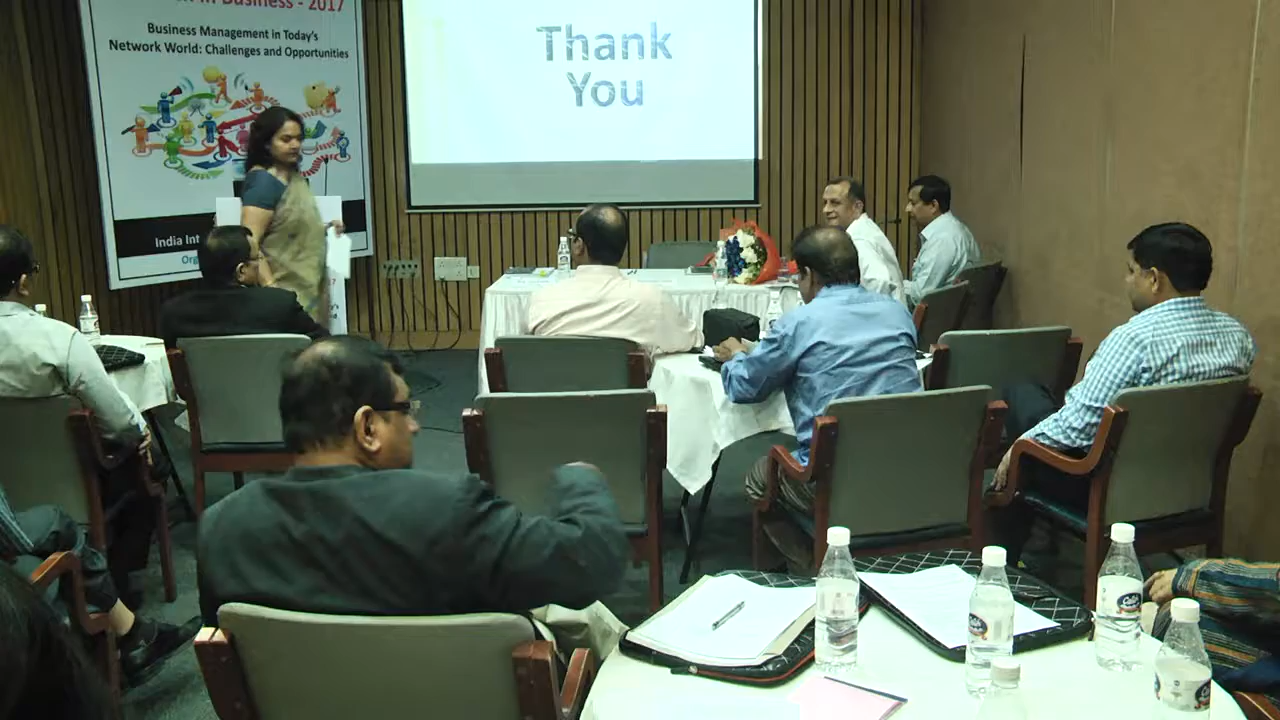 in Business - 2017
Business Management in Today's
Network World: Challenges and Opportunities
India Int
Thank
You